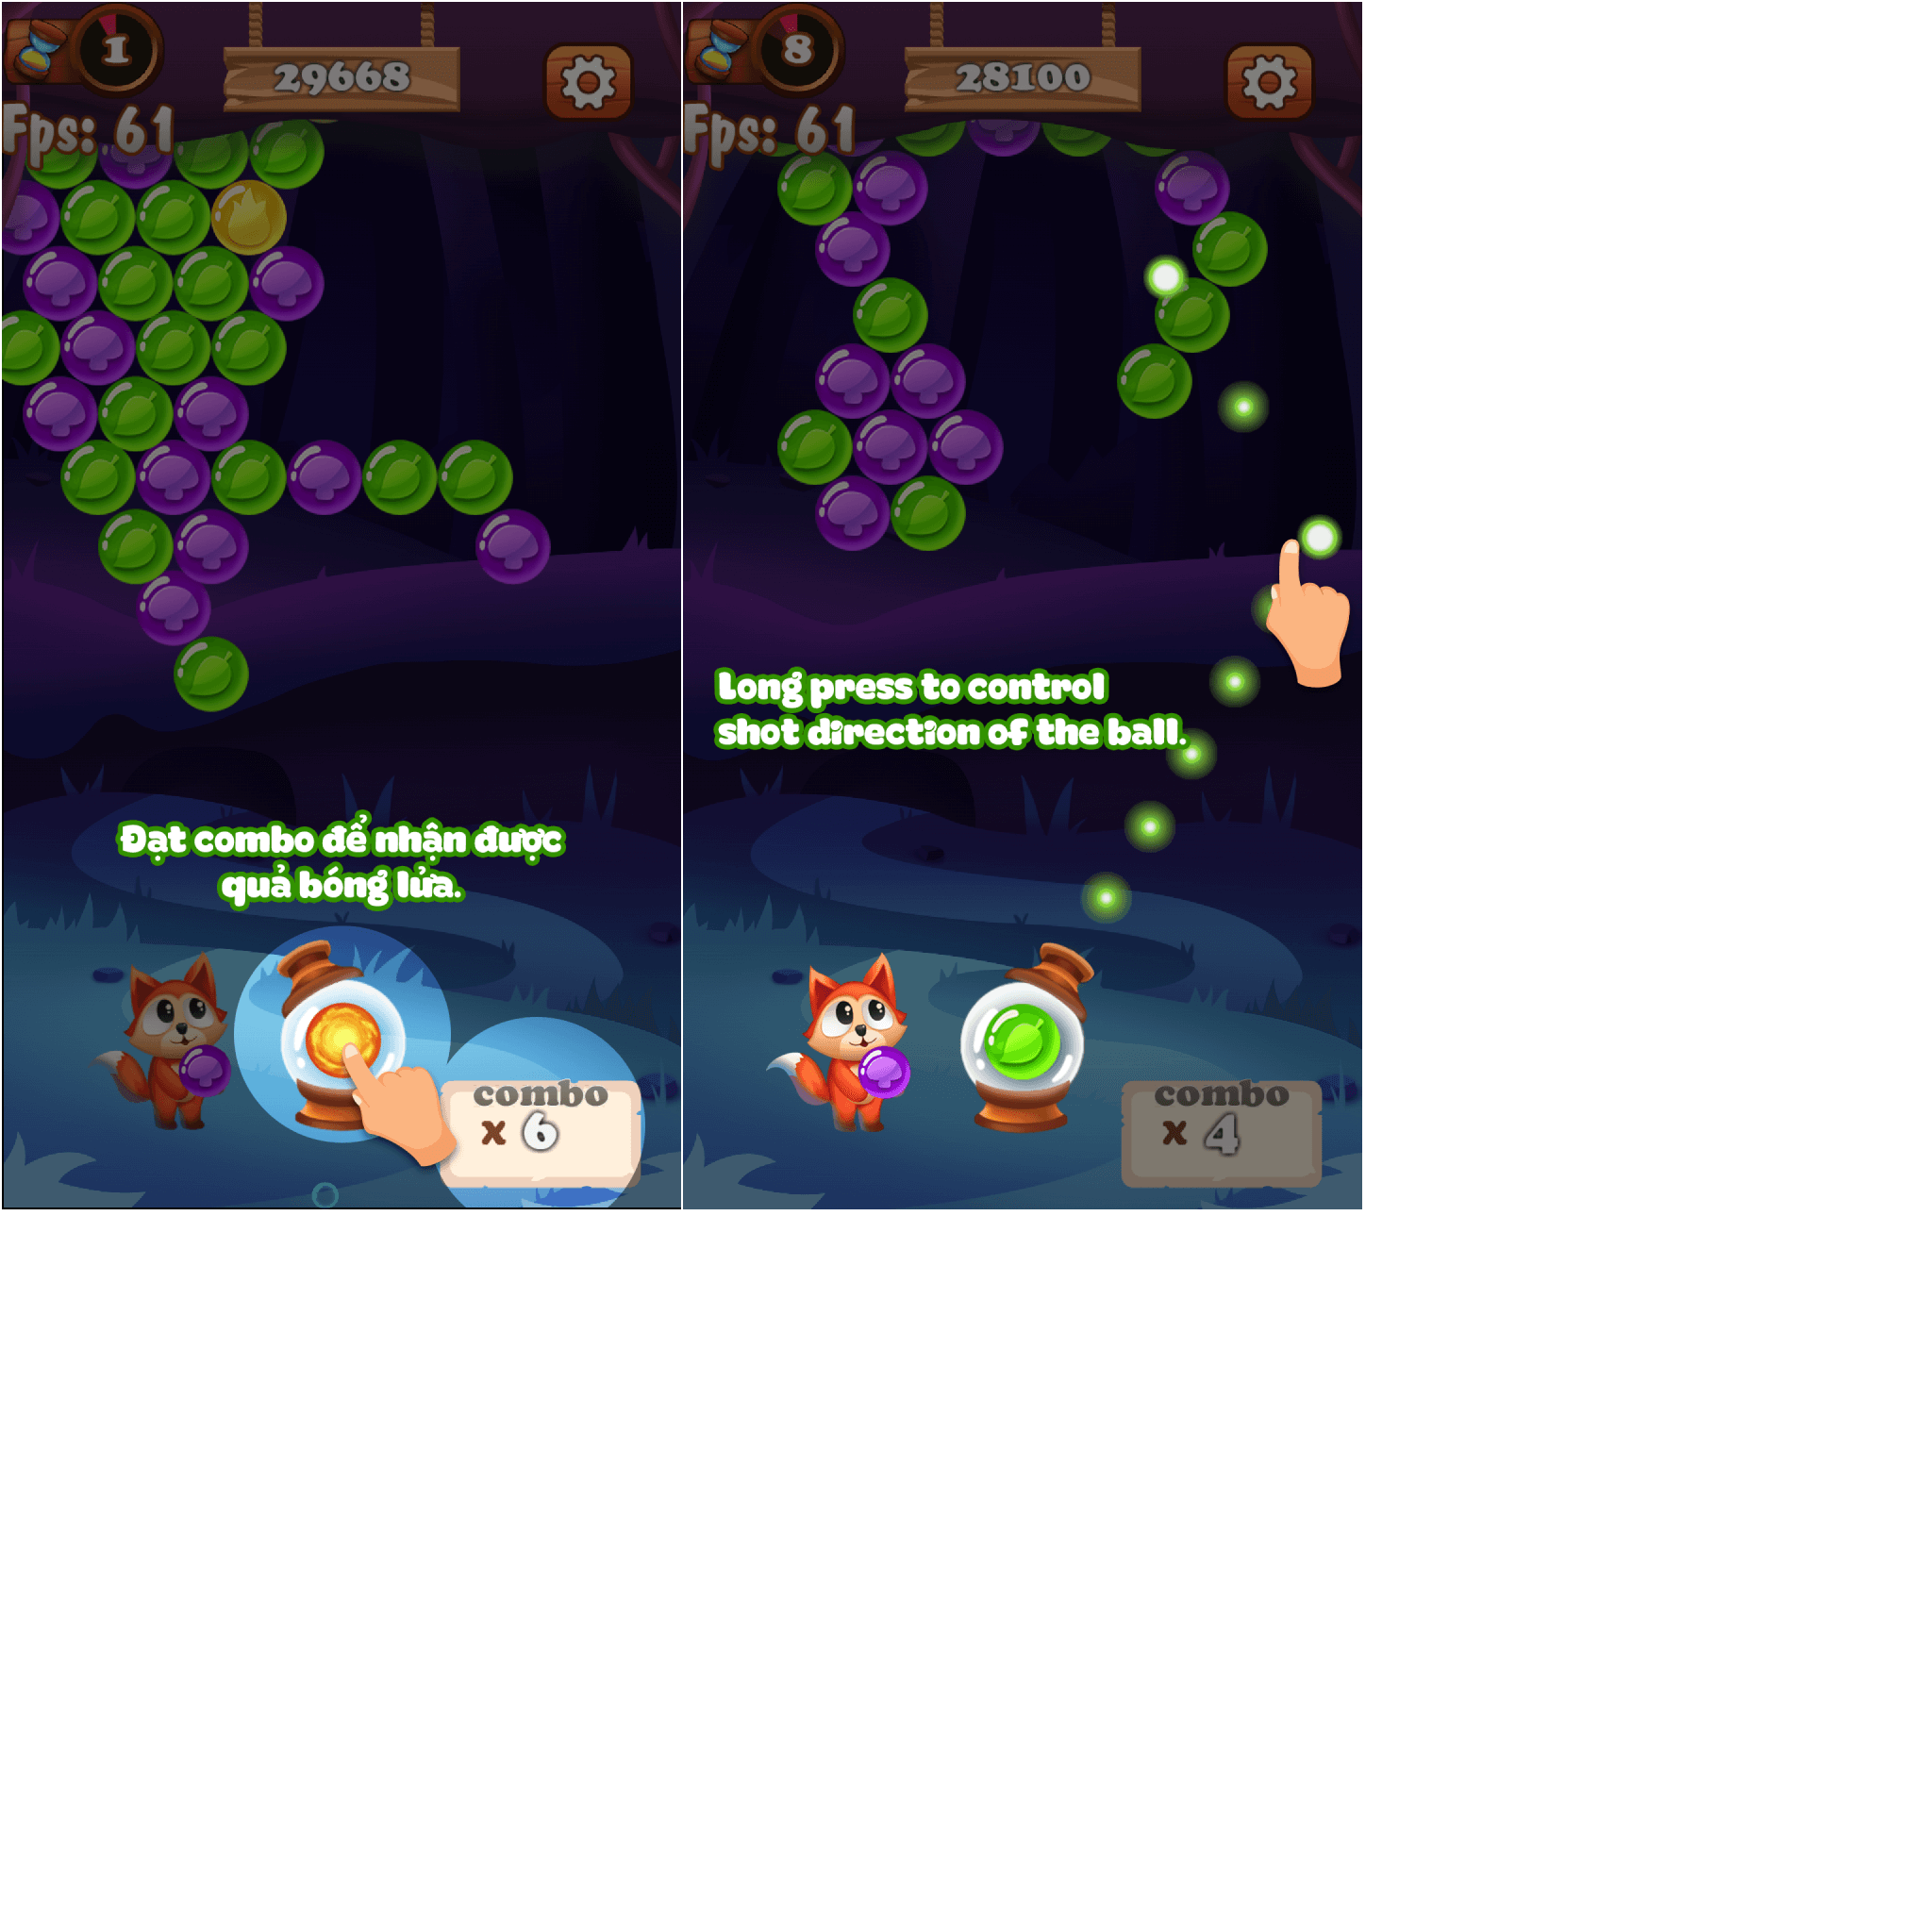 1
29668
Fps: 61
Đạt combo để nhận được
quả bóng lửa.
combo
x 6
8
28100
Fps: 61
Long press to control
shot direction of the ball.
combo
x 4